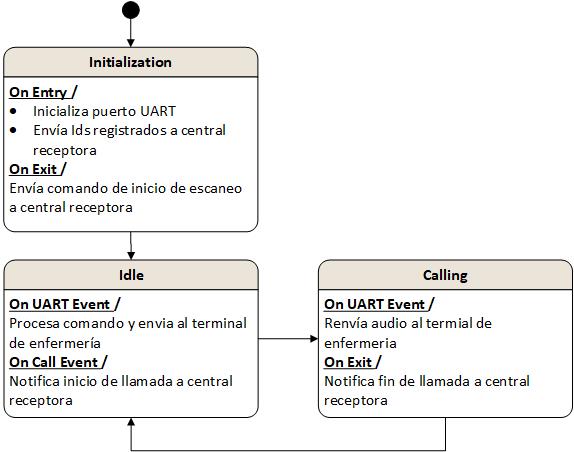 Initialization
On Entry /
• Inicializa puerto UART
• Envía Ids registrados a central
receptora
On Exit /
Envía comando de inicio de escaneo
a central receptora
Idle
On UART Event /
Procesa comando y envia al terminal
de enfermería
On Call Event /
Notifica inicio de llamada a central
receptora
Calling
On UART Event /
Renvía audio al termial de
enfermeria
On Exit /
Notifica fin de llamada a central
receptora